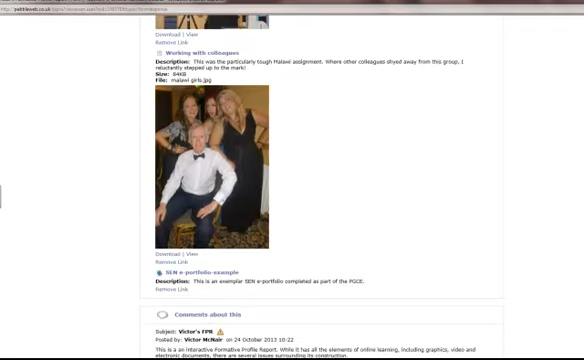 Download | View
Remove Link
Working with colleagues
Description: This was the particularly tough Malawi assignment. Where other colleagues shyed away from this group, I
reluctantly stepped up to the mark!
Size: 84KB
File: malawi girls.jpg
Download | View
Remove Link
SEN e-portfolio-example
Description: This is an exemplar SEN e-portfolio completed as part of the PGCE.
Remove Link
Comments about this
Subject: Victor's FPR
Posted by: Victor McNair on 24 October 2013 10:22
This is a an interactive Formative Profile Report. While it has all the elements of online learning, including graphics, video and
electronic documents, there are several issues surrounding its construction.